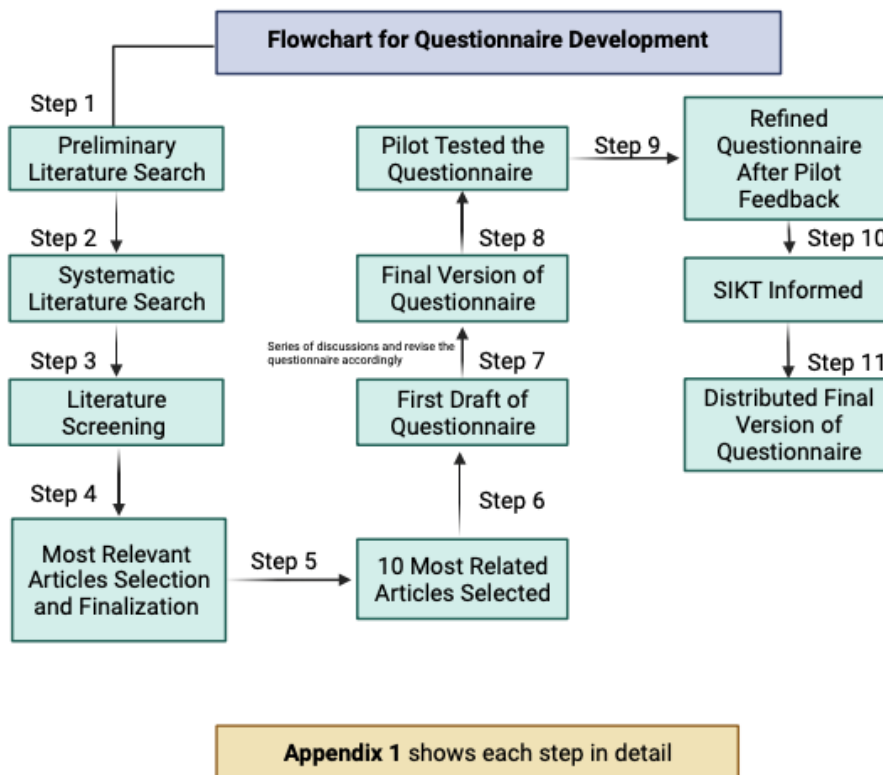 Flowchart for Questionnaire Development
Step 1
Preliminary
Literature Search
Step 2
Systematic
Literature Search
Step 3
Literature
Screening
Step 4
Most Relevant
Articles Selection
and Finalization
Step 5
10 Most Related
Articles Selected
Step 6
First Draft of
Questionnaire
Series of discussions and revise the
questionnaire accordingly
Step 7
Final Version of
Questionnaire
Step 8
Pilot Tested the
Questionnaire
Step 9
Refined
Questionnaire
After Pilot
Feedback
Step 10
SIKT Informed
Step 11
Distributed Final
Version of
Questionnaire
Appendix 1 shows each step in detail